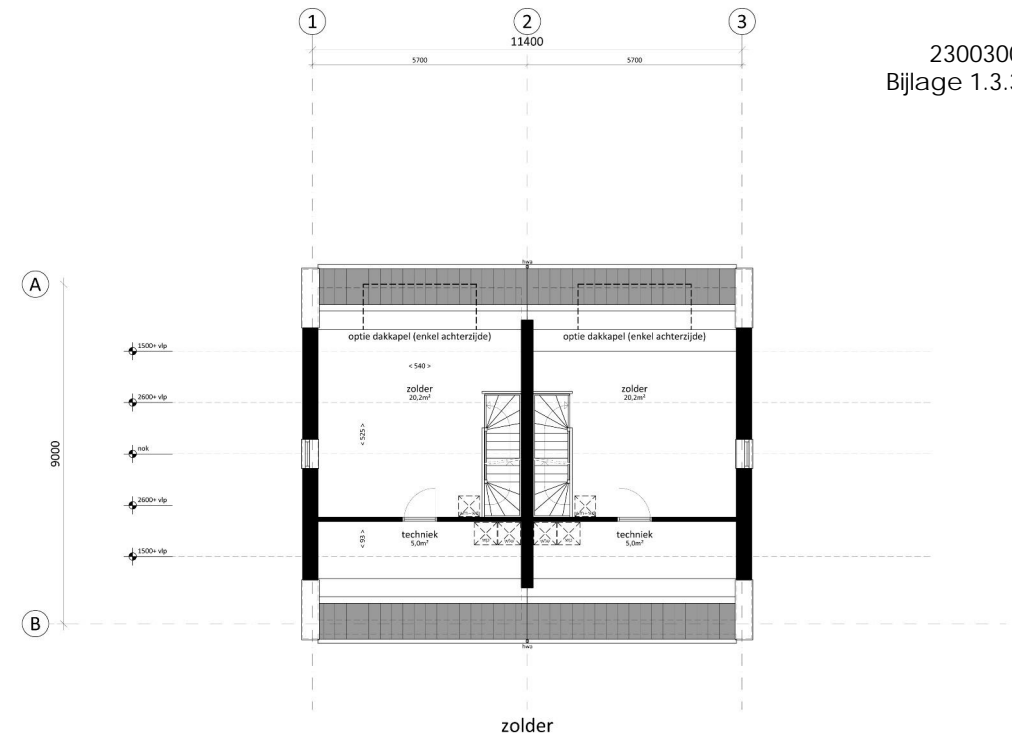 1
2
3
11400
5700
5700
2300300
Bijlage 1.3.3
hwa
A
optie dakkapel (enkel achterzijde)
optie dakkapel (enkel achterzijde)
1500+ vlp
< 540 >
zolder
20,2m²
zolder
20,2m²
2600+ vlp
< 525 >
9000
nok
2600+ vlp
techniek
5,0m²
techniek
5,0m²
< 93 >
1500+ vlp
B
hwa
zolder